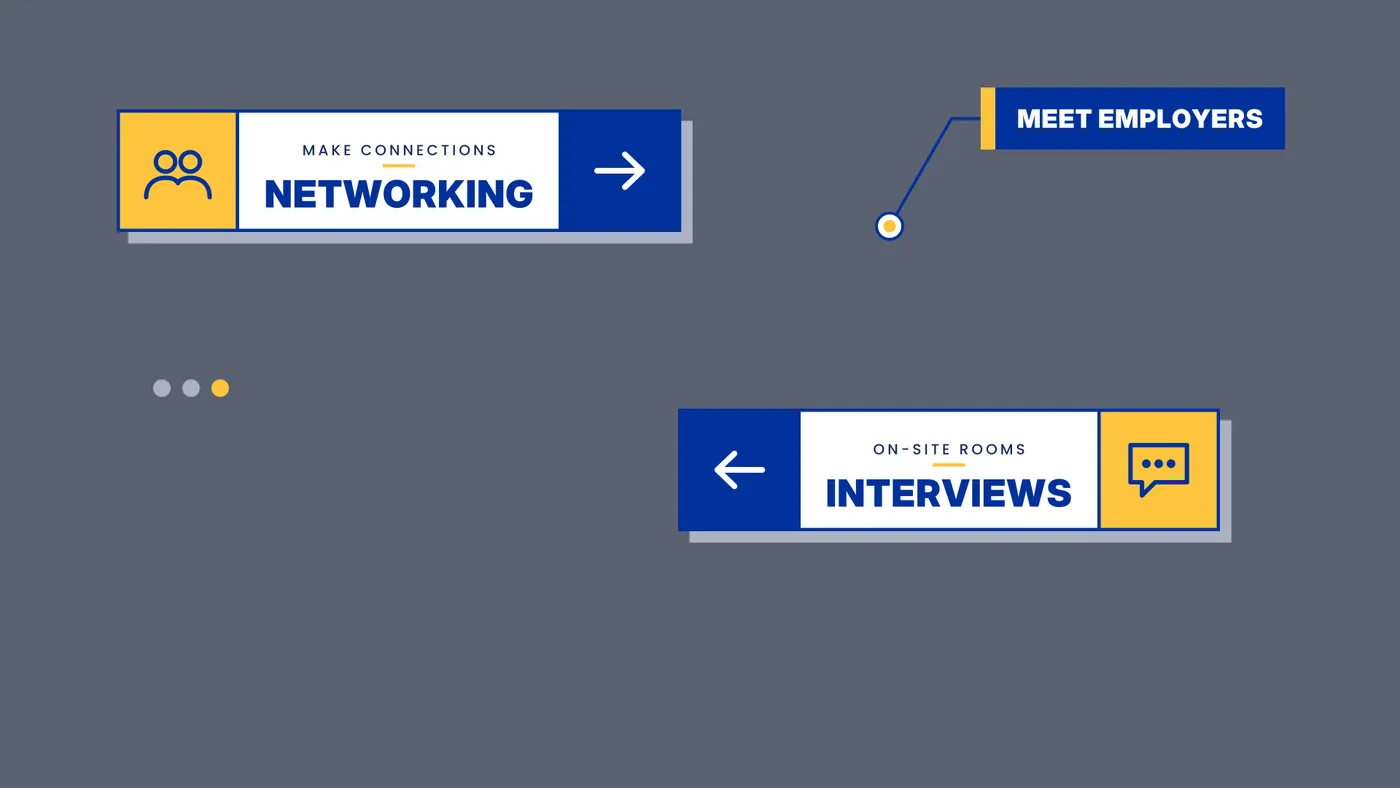 MAKE CONNECTIONS
NETWORKING
MEET EMPLOYERS
ON-SITE ROOMS
INTERVIEWS